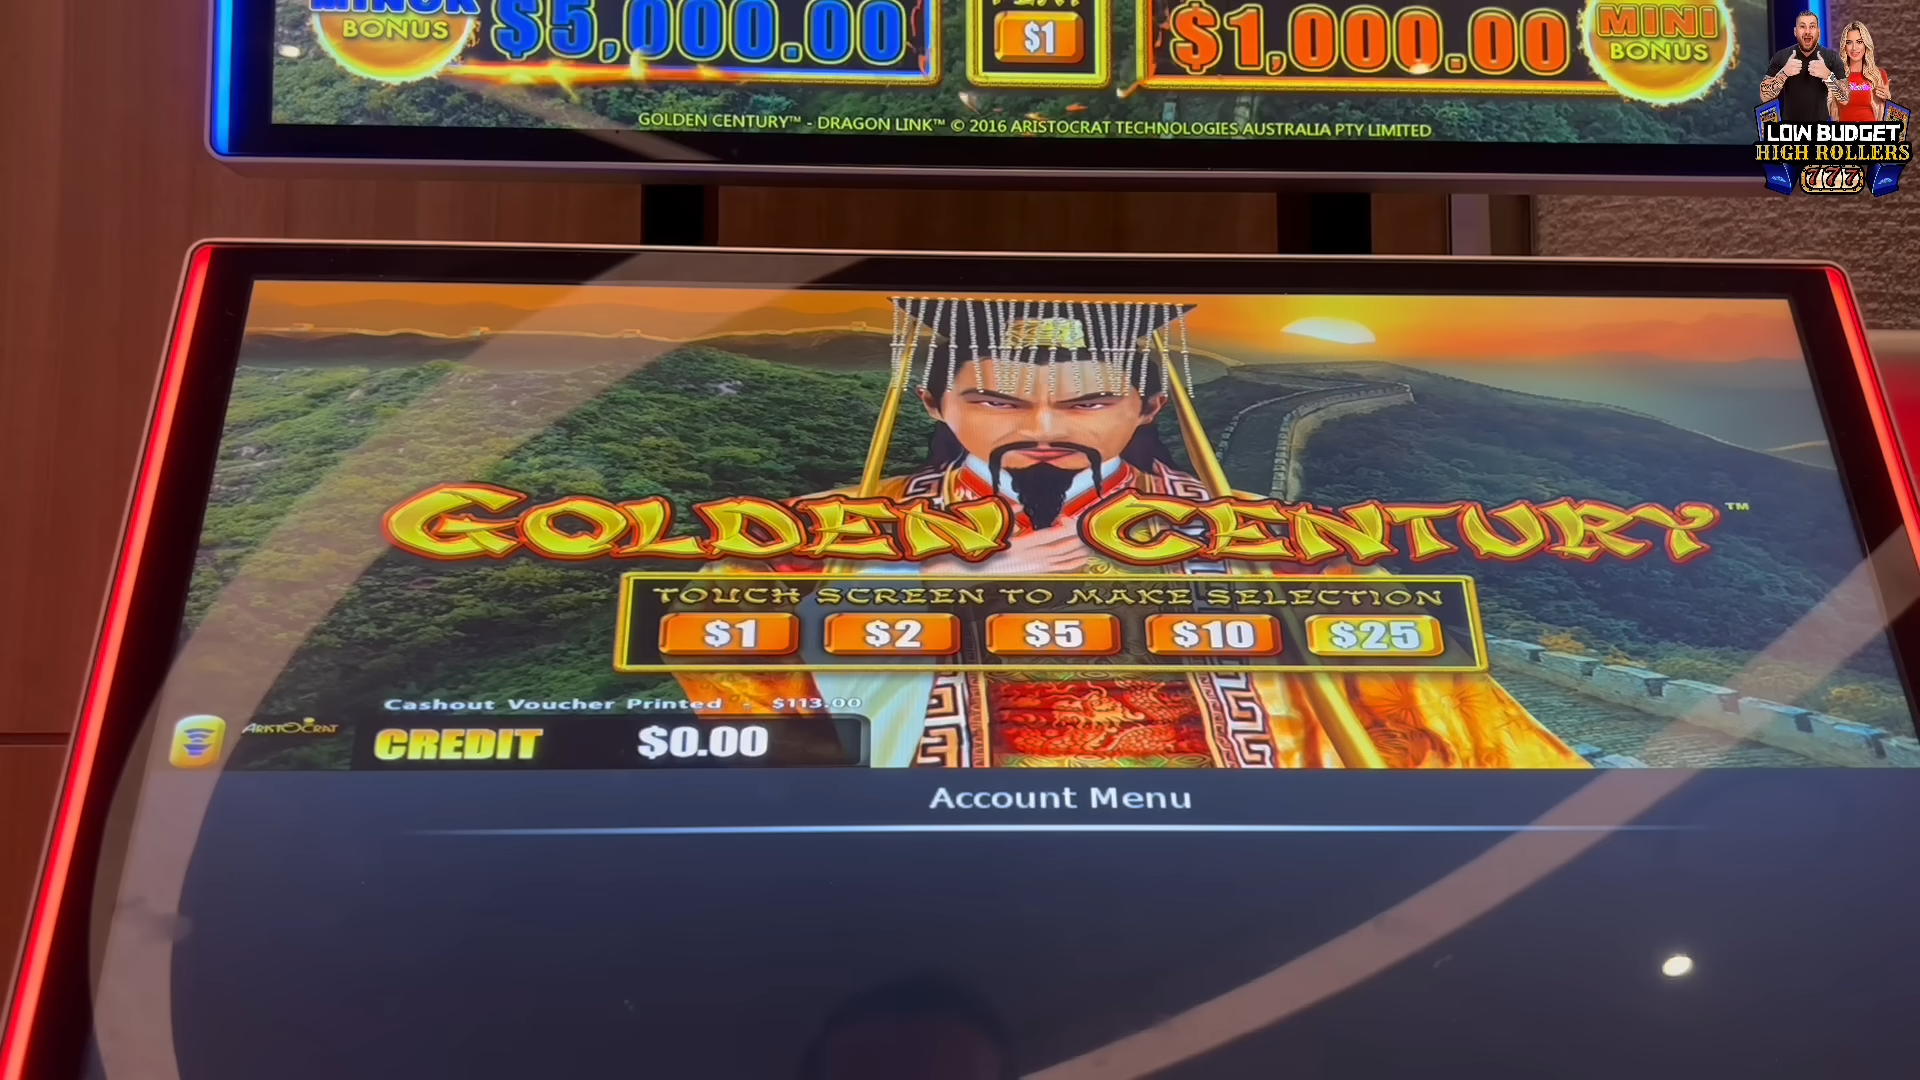 MINOR
BONUS
$5,000.00
PLAY
$1
$1,000.00
MINI
BONUS
GOLDEN CENTURY™ - DRAGON LINK™ © 2016 ARISTOCRAT TECHNOLOGIES AUSTRALIA PTY LIMITED
LOW BUDGET
HIGH ROLLERS
777
GOLDEN CENTURY™
TOUCH SCREEN TO MAKE SELECTION
$1 $2 $5 $10 $25
Cashout Voucher Printed - $113.00
ARISTOCRAT
CREDIT $0.00
Account Menu